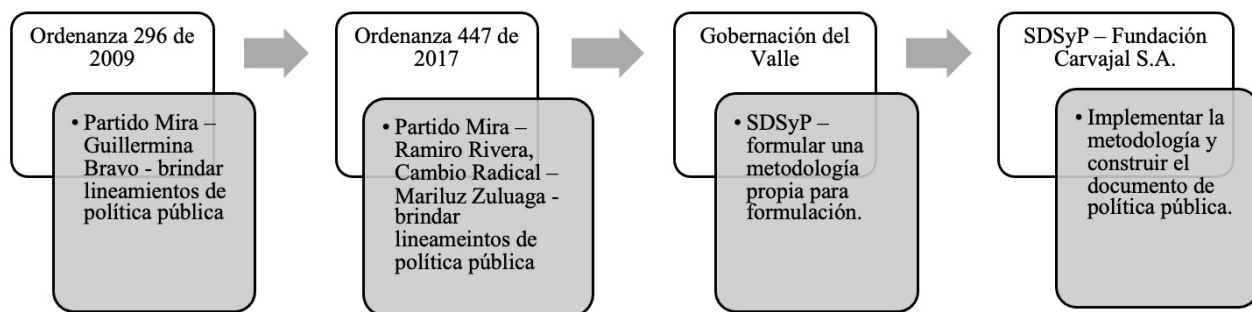 Ordenanza 296 de
2009
• Partido Mira –
Guillermina
Bravo - brindar
lineamientos de
política pública
Ordenanza 447 de
2017
• Partido Mira –
Ramiro Rivera,
Cambio Radical –
Mariluz Zuluaga -
brindar
lineameintos de
política pública
Gobernación del
Valle
• SDSyP –
formular una
metodología
propia para
formulación.
SDSyP – Fundación
Carvajal S.A.
• Implementar la
metodología y
construir el
documento de
política pública.